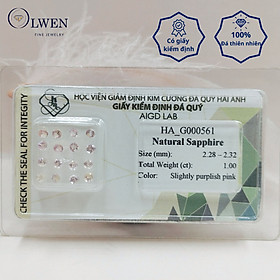 OLWEN
FINE JEWELRY
Có giấy kiểm định
100%
Đá thiên nhiên
HỌC VIỆN GIÁM ĐỊNH KIM CƯƠNG ĐÁ QUÝ HẢI ANH
GIẤY KIỂM ĐỊNH ĐÁ QUÝ
AIGD LAB
CHECK THE SEAL FOR INTEGRITY
HA_G000561
Natural Sapphire
Size (mm): 2.28 - 2.32
Total Weight (ct): 1.00
Color: Slightly purplish pink